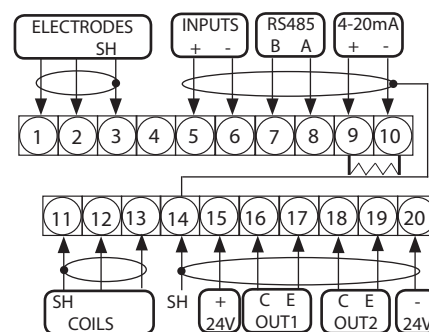 ELECTRODES INPUTS RS485 4-20mA
SH + - B A + -
1 2 3 4 5 6 7 8 9 10
11 12 13 14 15 16 17 18 19 20
SH SH + C E C E -
COILS 24V OUT1 OUT2 24V